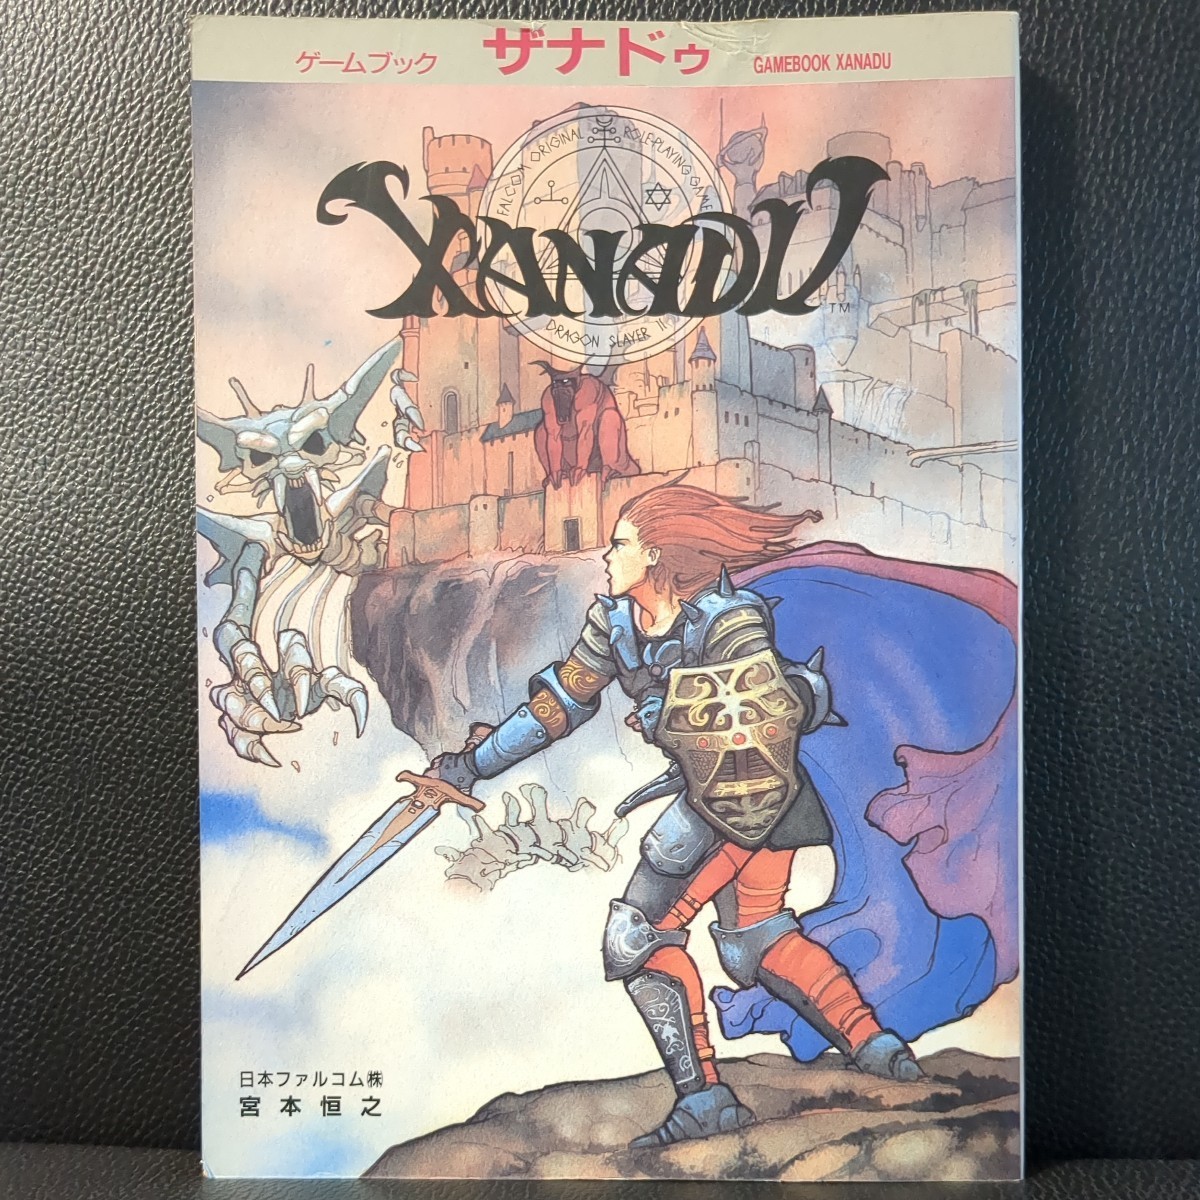 ゲームブック ザナドゥ GAMEBOOK XANADU
FALCOM ORIGINAL ROLE-PLAYING GAME
XANADU TM
DRAGON SLAYER II
日本ファルコム㈱
宮本恒之